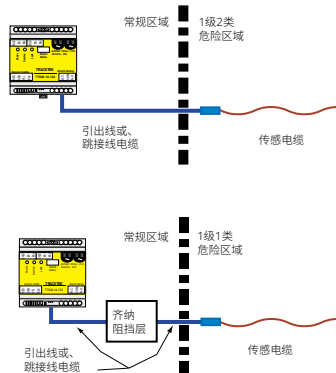 常规区域
1级2类
危险区域
TRACETEK
引出线或、
跳接线电缆
传感电缆
常规区域
1级1类
危险区域
TRACETEK
齐纳
阻挡层
引出线或、
跳接线电缆
传感电缆